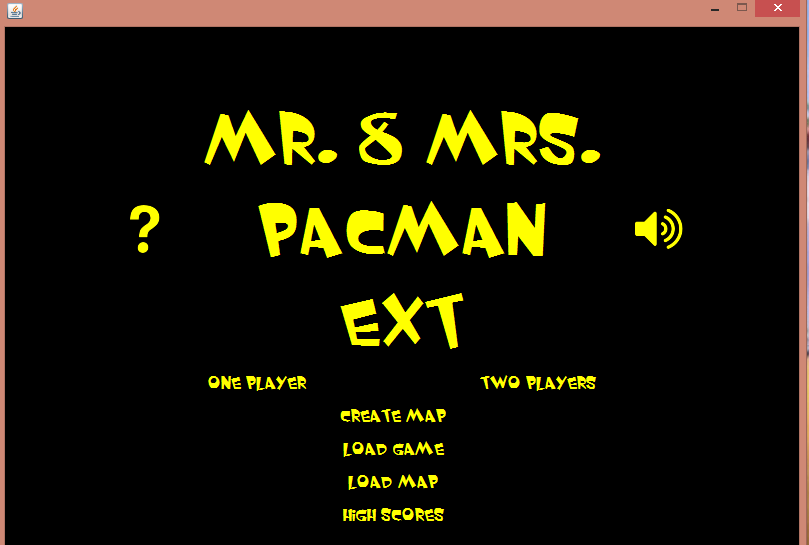 MR. & MRS.
? PACMAN
EXT
ONE PLAYER TWO PLAYERS
CREATE MAP
LOAD GAME
LOAD MAP
HIGH SCORES